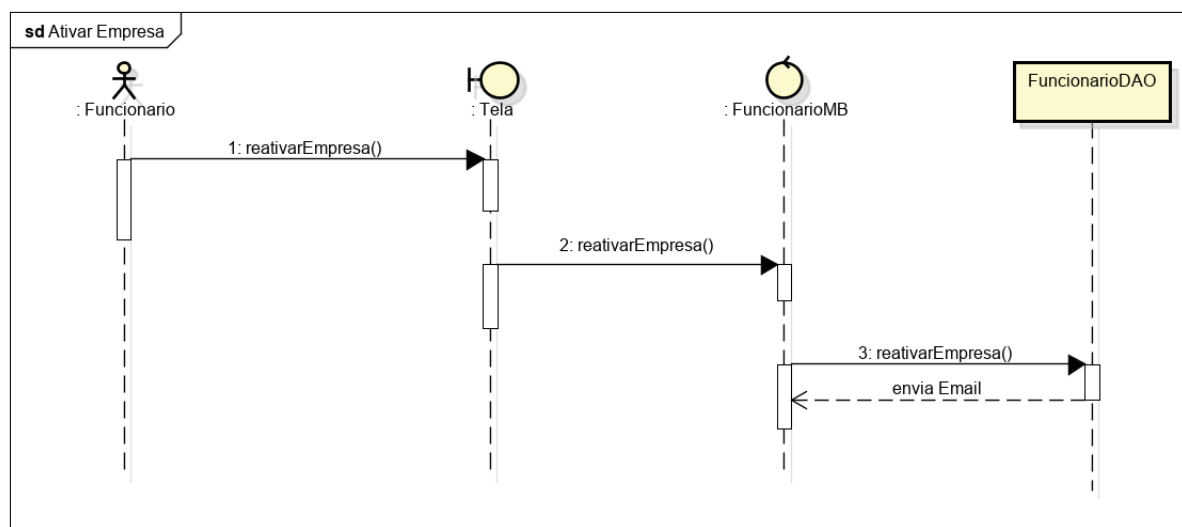 sd Ativar Empresa
: Funcionario
: Tela
: FuncionarioMB
FuncionarioDAO
1: reativarEmpresa()
2: reativarEmpresa()
3: reativarEmpresa()
envia Email